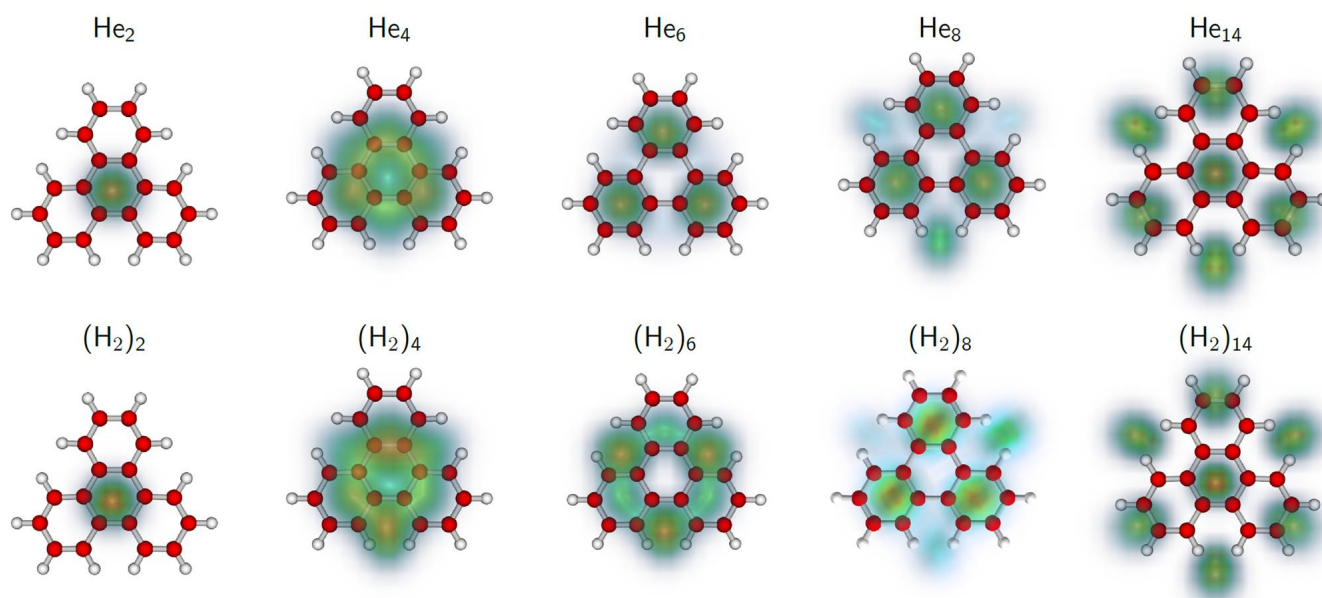 He₂ He₄ He₆ He₈ He₁₄
(H₂)₂ (H₂)₄ (H₂)₆ (H₂)₈ (H₂)₁₄